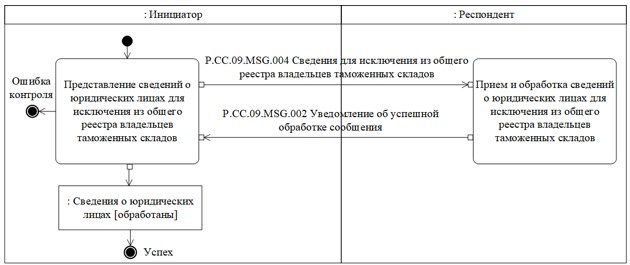 : Инициатор
: Респондент
P.CC.09.MSG.004 Сведения для исключения из общего
реестра владельцев таможенных складов
Ошибка
контроля
Представление сведений о
юридических лицах для
исключения из общего
реестра владельцев
таможенных складов
Прием и обработка сведений
о юридических лицах для
исключения из общего
реестра владельцев
таможенных складов
P.CC.09.MSG.002 Уведомление об успешной
обработке сообщения
: Сведения о юридических
лицах [обработаны]
Успех